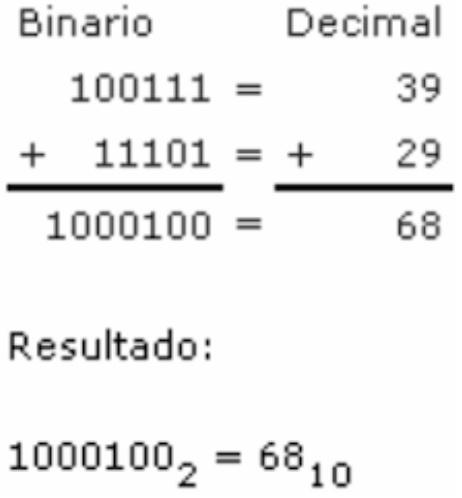 Binario Decimal
100111 = 39
+ 11101 = + 29
1000100 = 68
Resultado:
1000100₂ = 68₁₀